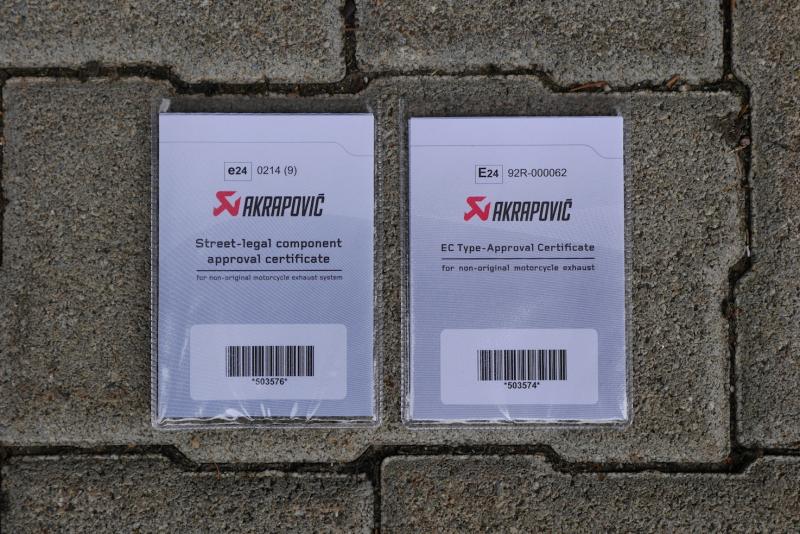 e24 0214 (9)
AKRAPOVIČ
Street-legal component
approval certificate
for non-original motorcycle exhaust system
*503576*
E24 92R-000062
AKRAPOVIČ
EC Type-Approval Certificate
for non-original motorcycle exhaust
*503574*